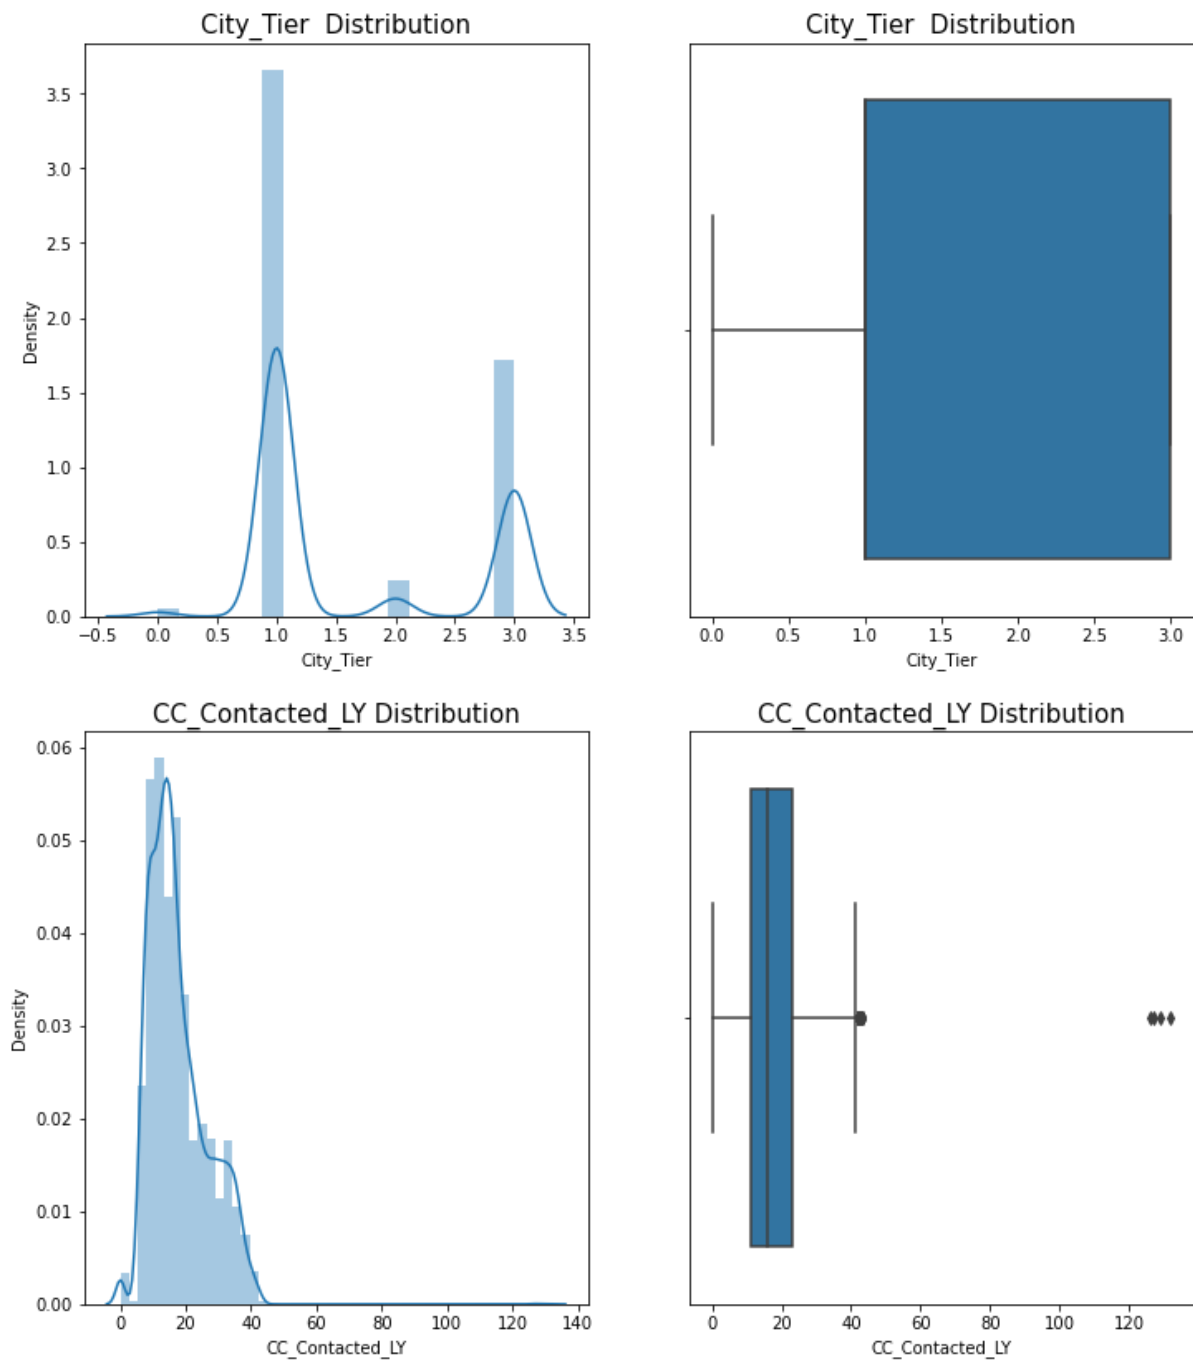 City_Tier  Distribution
3.5
3.0
2.5
2.0
1.5
1.0
0.5
0.0
Density
−0.5 0.0 0.5 1.0 1.5 2.0 2.5 3.0 3.5
City_Tier
City_Tier  Distribution
0.0 0.5 1.0 1.5 2.0 2.5 3.0
City_Tier
CC_Contacted_LY Distribution
0.06
0.05
0.04
0.03
0.02
0.01
0.00
Density
0 20 40 60 80 100 120 140
CC_Contacted_LY
CC_Contacted_LY Distribution
0 20 40 60 80 100 120
CC_Contacted_LY